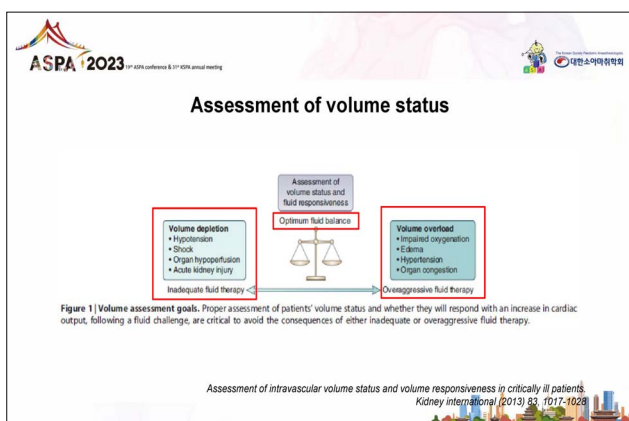 ASPA 2023 19th ASPA conference & 31st KSPA annual meeting
The Korean Society Pediatric Anesthesiologists
대한소아마취학회
Assessment of volume status
Assessment of
volume status and
fluid responsiveness
Optimum fluid balance
Volume depletion
• Hypotension
• Shock
• Organ hypoperfusion
• Acute kidney injury
Inadequate fluid therapy
Volume overload
• Impaired oxygenation
• Edema
• Hypertension
• Organ congestion
Overaggressive fluid therapy
Figure 1 | Volume assessment goals. Proper assessment of patients' volume status and whether they will respond with an increase in cardiac
output, following a fluid challenge, are critical to avoid the consequences of either inadequate or overaggressive fluid therapy.
Assessment of intravascular volume status and volume responsiveness in critically ill patients.
Kidney international (2013) 83, 1017-1028